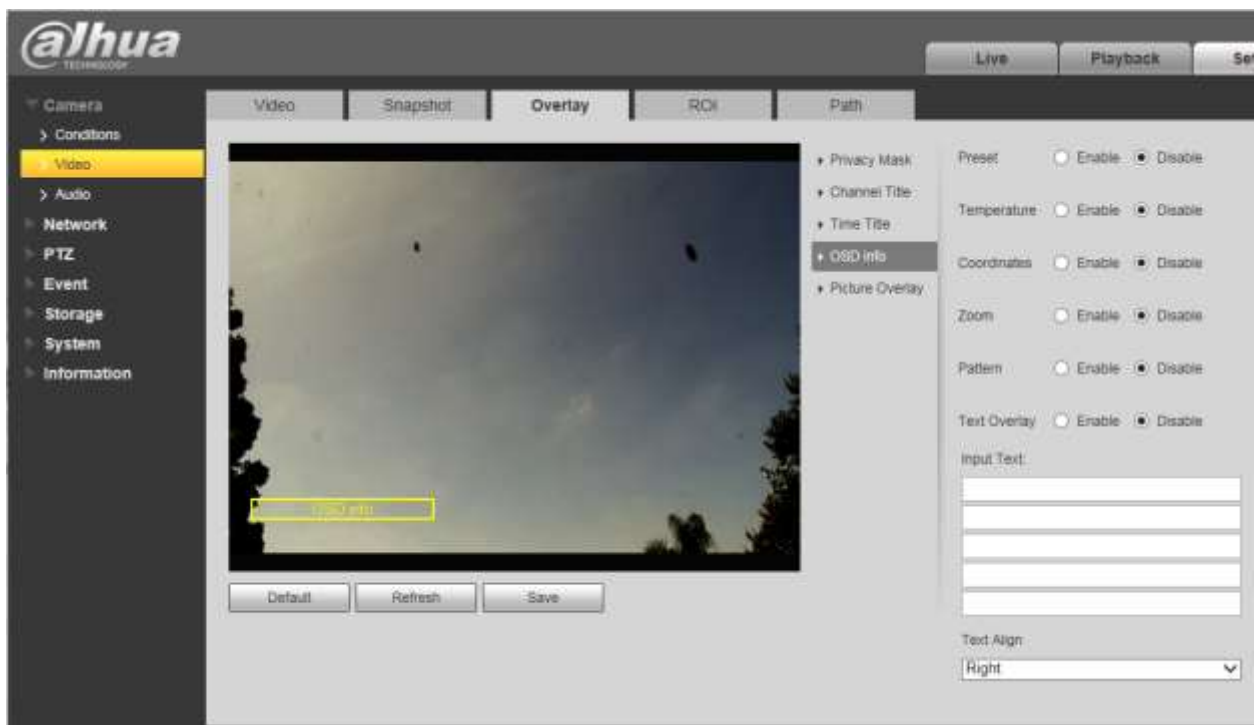 alhua
TECHNOLOGY
Live
Playback
Set
Camera
Conditions
Video
Audio
Network
PTZ
Event
Storage
System
Information
Video
Snapshot
Overlay
ROI
Path
OSD info
Default
Refresh
Save
Privacy Mask
Channel Title
Time Title
OSD info
Picture Overlay
Preset Enable Disable
Temperature Enable Disable
Coordinates Enable Disable
Zoom Enable Disable
Pattern Enable Disable
Text Overlay Enable Disable
Input Text:
Text Align
Right